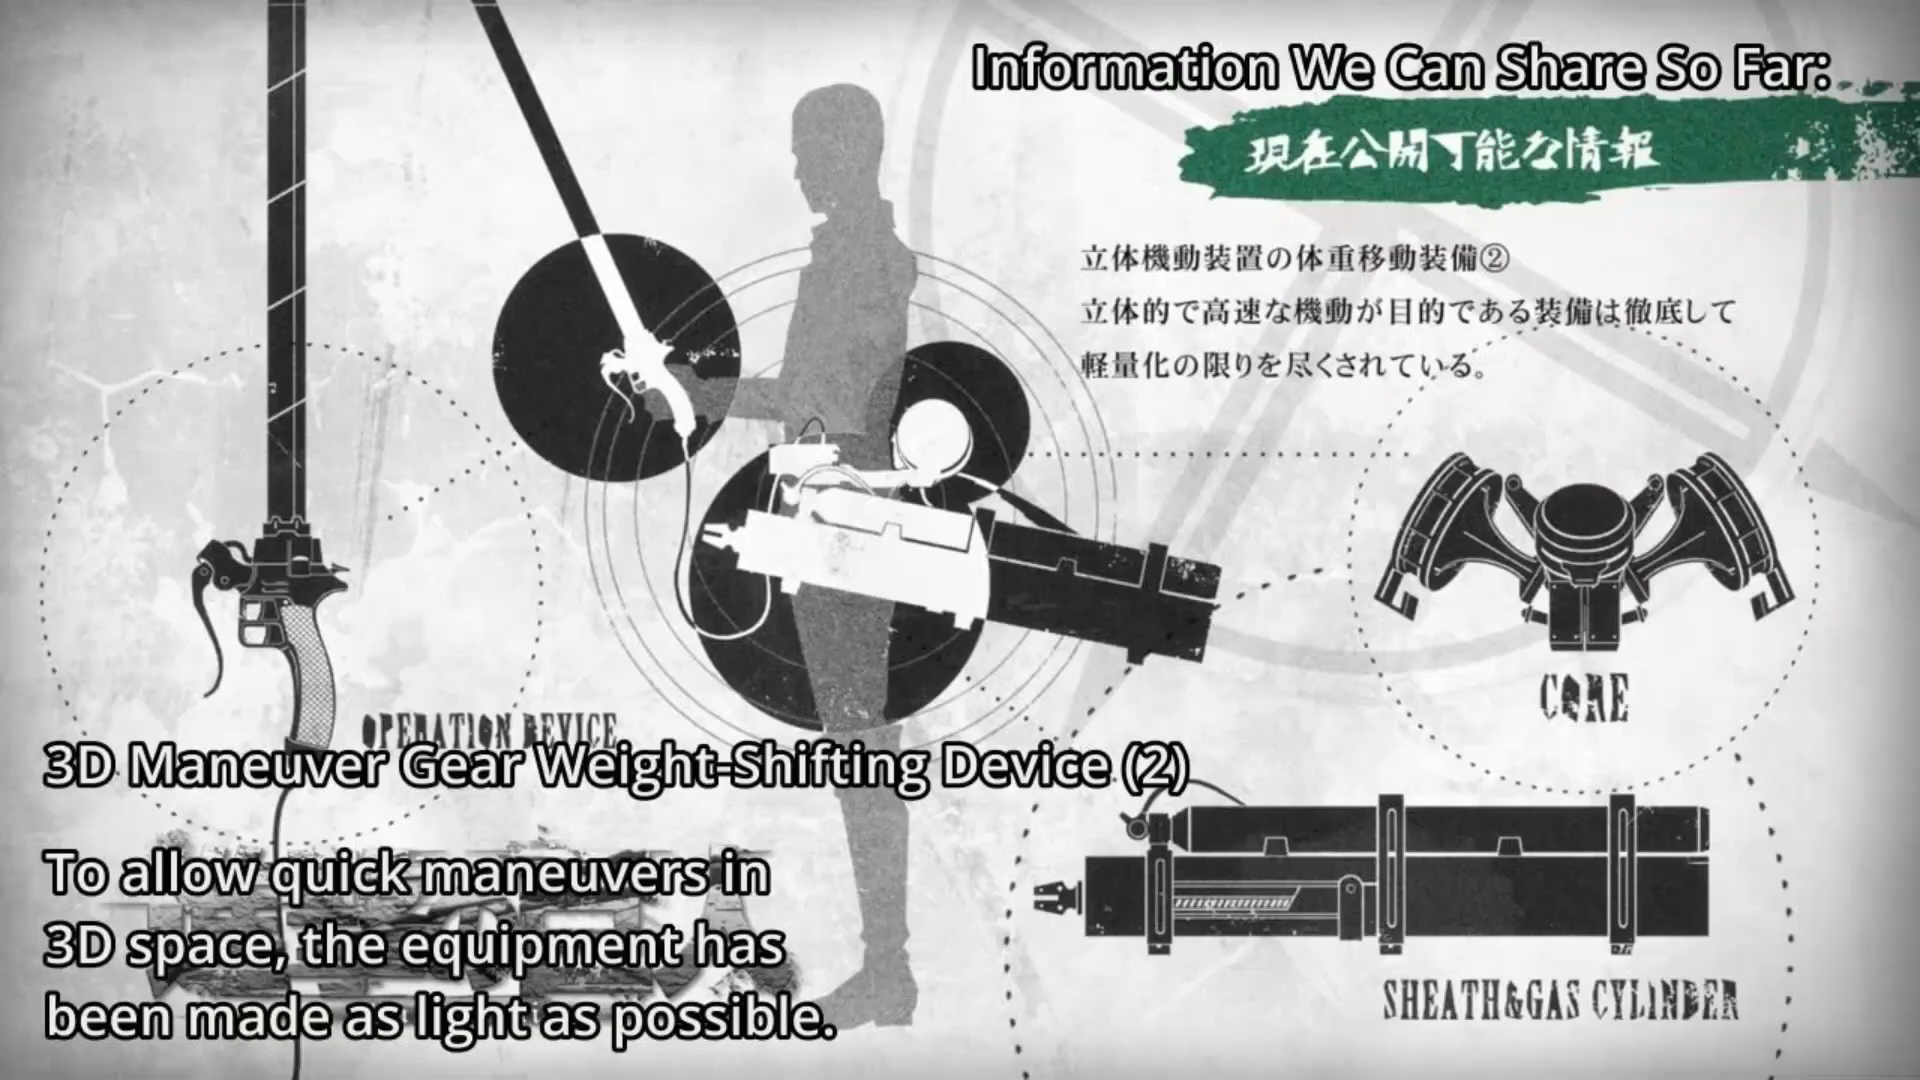 Information We Can Share So Far:
現在公開可能な情報
立体機動装置の体重移動装備②
立体的で高速な機動が目的である装備は徹底して
軽量化の限りを尽くされている。
CORE
OPERATION DEVICE
3D Maneuver Gear Weight-Shifting Device (2)
To allow quick maneuvers in
3D space, the equipment has
been made as light as possible.
SHEATH&GAS CYLINDER